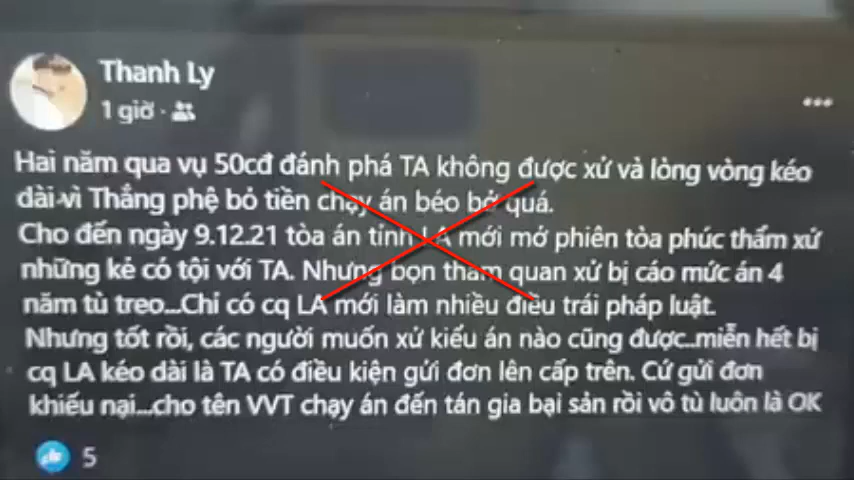 Thanh Ly
1 giờ ·
Hai năm qua vụ 50cđ đánh phá TA không được xử và lòng vòng kéo
dài vì Thắng phệ bỏ tiền chạy án béo bở quá.
Cho đến ngày 9.12.21 tòa án tỉnh LA mới mở phiên tòa phúc thẩm xử
những kẻ có tội với TA. Nhưng bọn tham quan xử bị cáo mức án 4
năm tù treo...Chỉ có cq LA mới làm nhiều điều trái pháp luật.
Nhưng tốt rồi, các người muốn xử kiểu án nào cũng được..miễn hết bị
cq LA kéo dài là TA có điều kiện gửi đơn lên cấp trên. Cứ gửi đơn
khiếu nại...cho tên VVT chạy án đến tán gia bại sản rồi vô tù luôn là OK
5